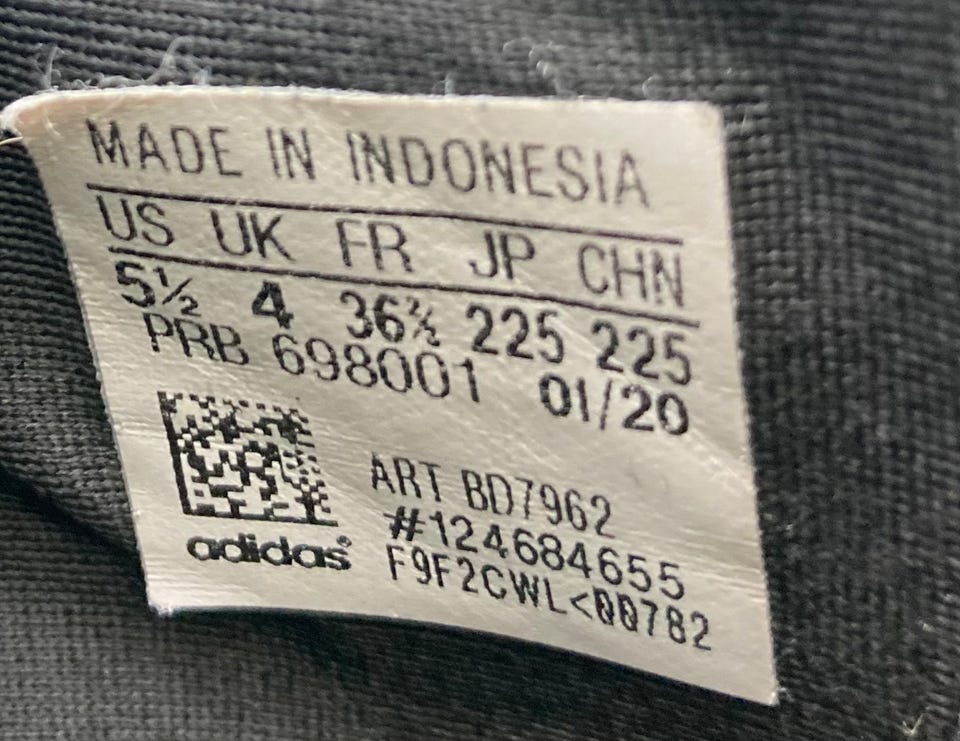 MADE IN INDONESIA
US UK FR JP CHN
5½ 4 36⅔ 225 225
PRB 698001 01/20
ART BD7962
#124684655
adidas®
F9F2CWL<00782